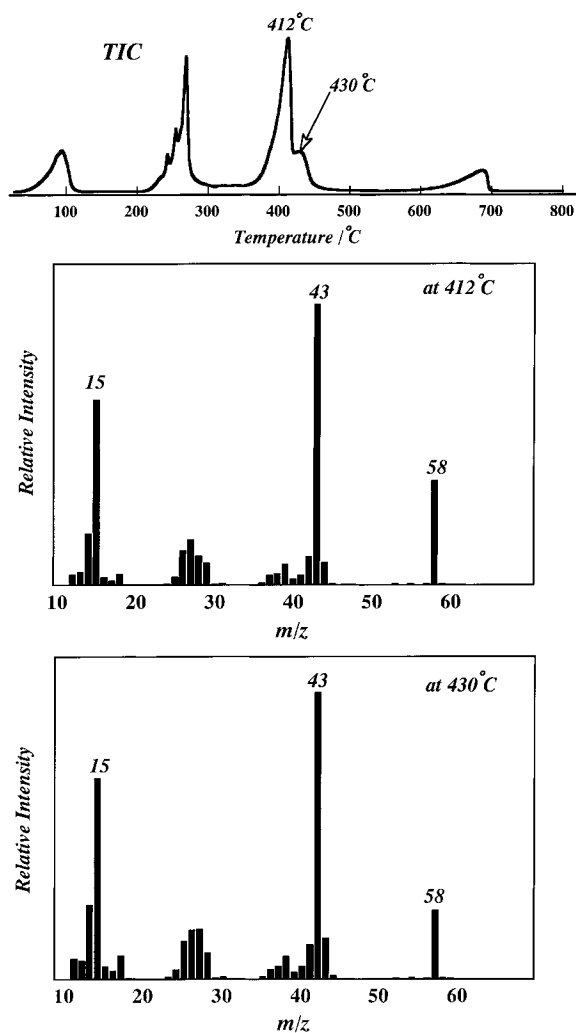 412°C
TIC
430°C
100 200 300 400 500 600 700 800
Temperature /°C
43
at 412°C
15
58
Relative Intensity
10 20 30 40 50 60
m/z
43
at 430°C
15
58
Relative Intensity
10 20 30 40 50 60
m/z